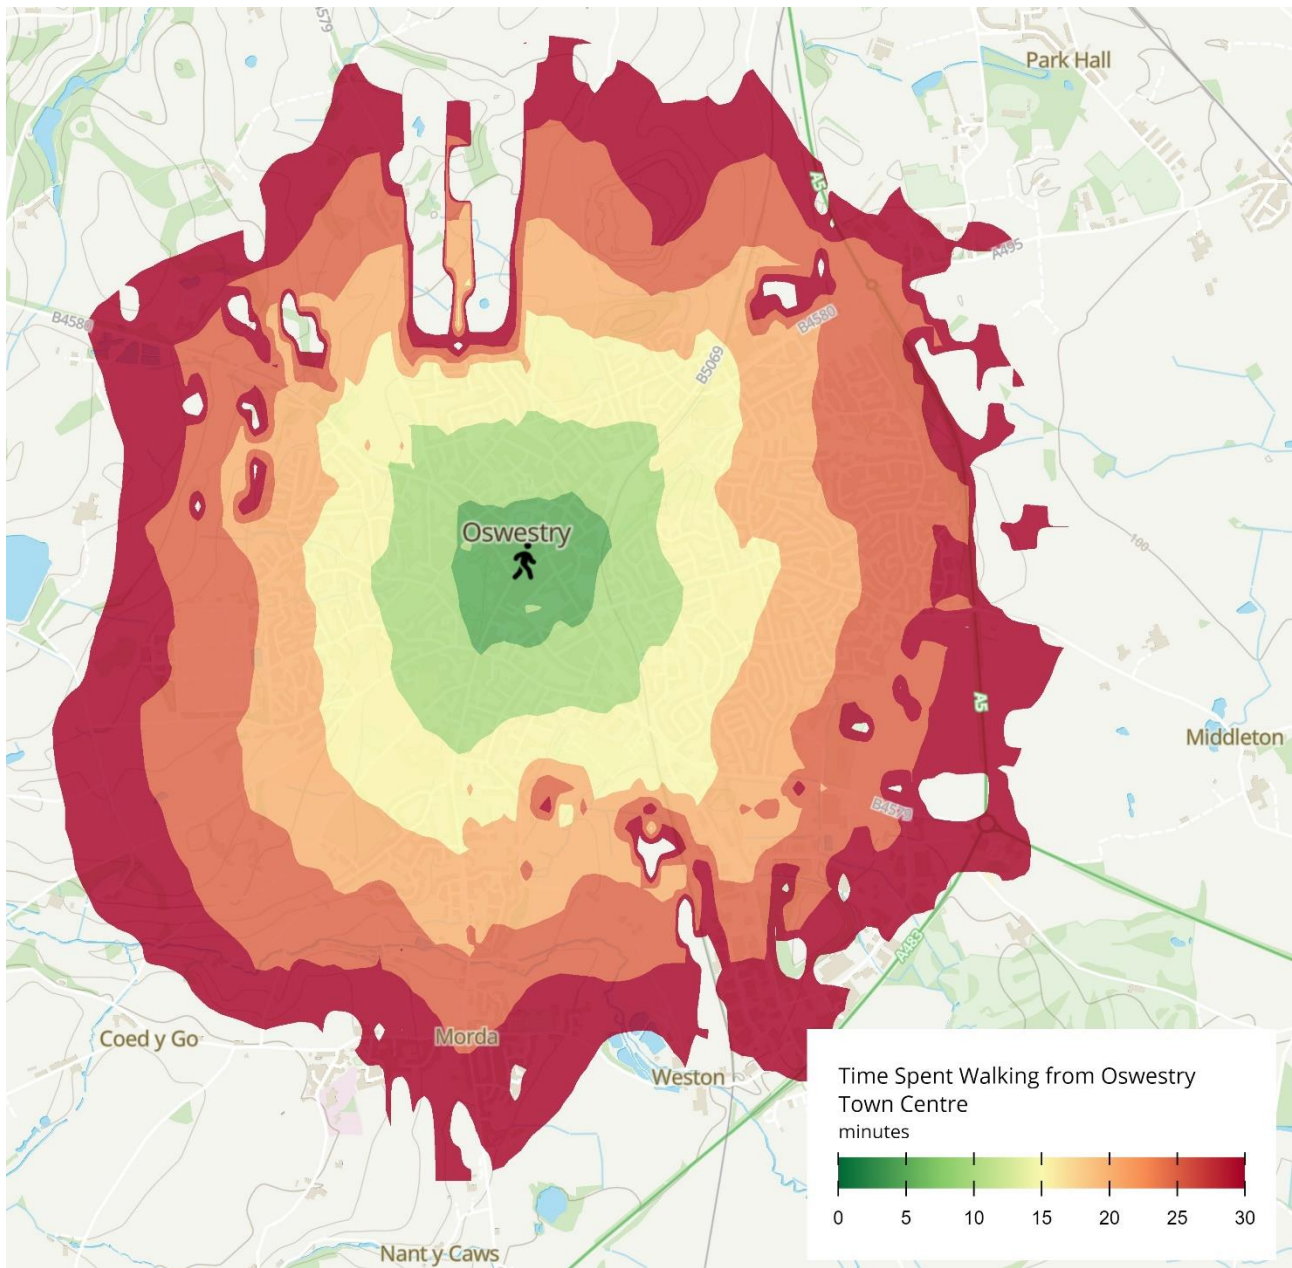 4579
Park Hall
A5
A495
B4580
B4580
B5069
Oswestry
100
A5
Middleton
B4579
A483
Coed y Go
Morda
Weston
Nant y Caws
Time Spent Walking from Oswestry
Town Centre
minutes
0 5 10 15 20 25 30